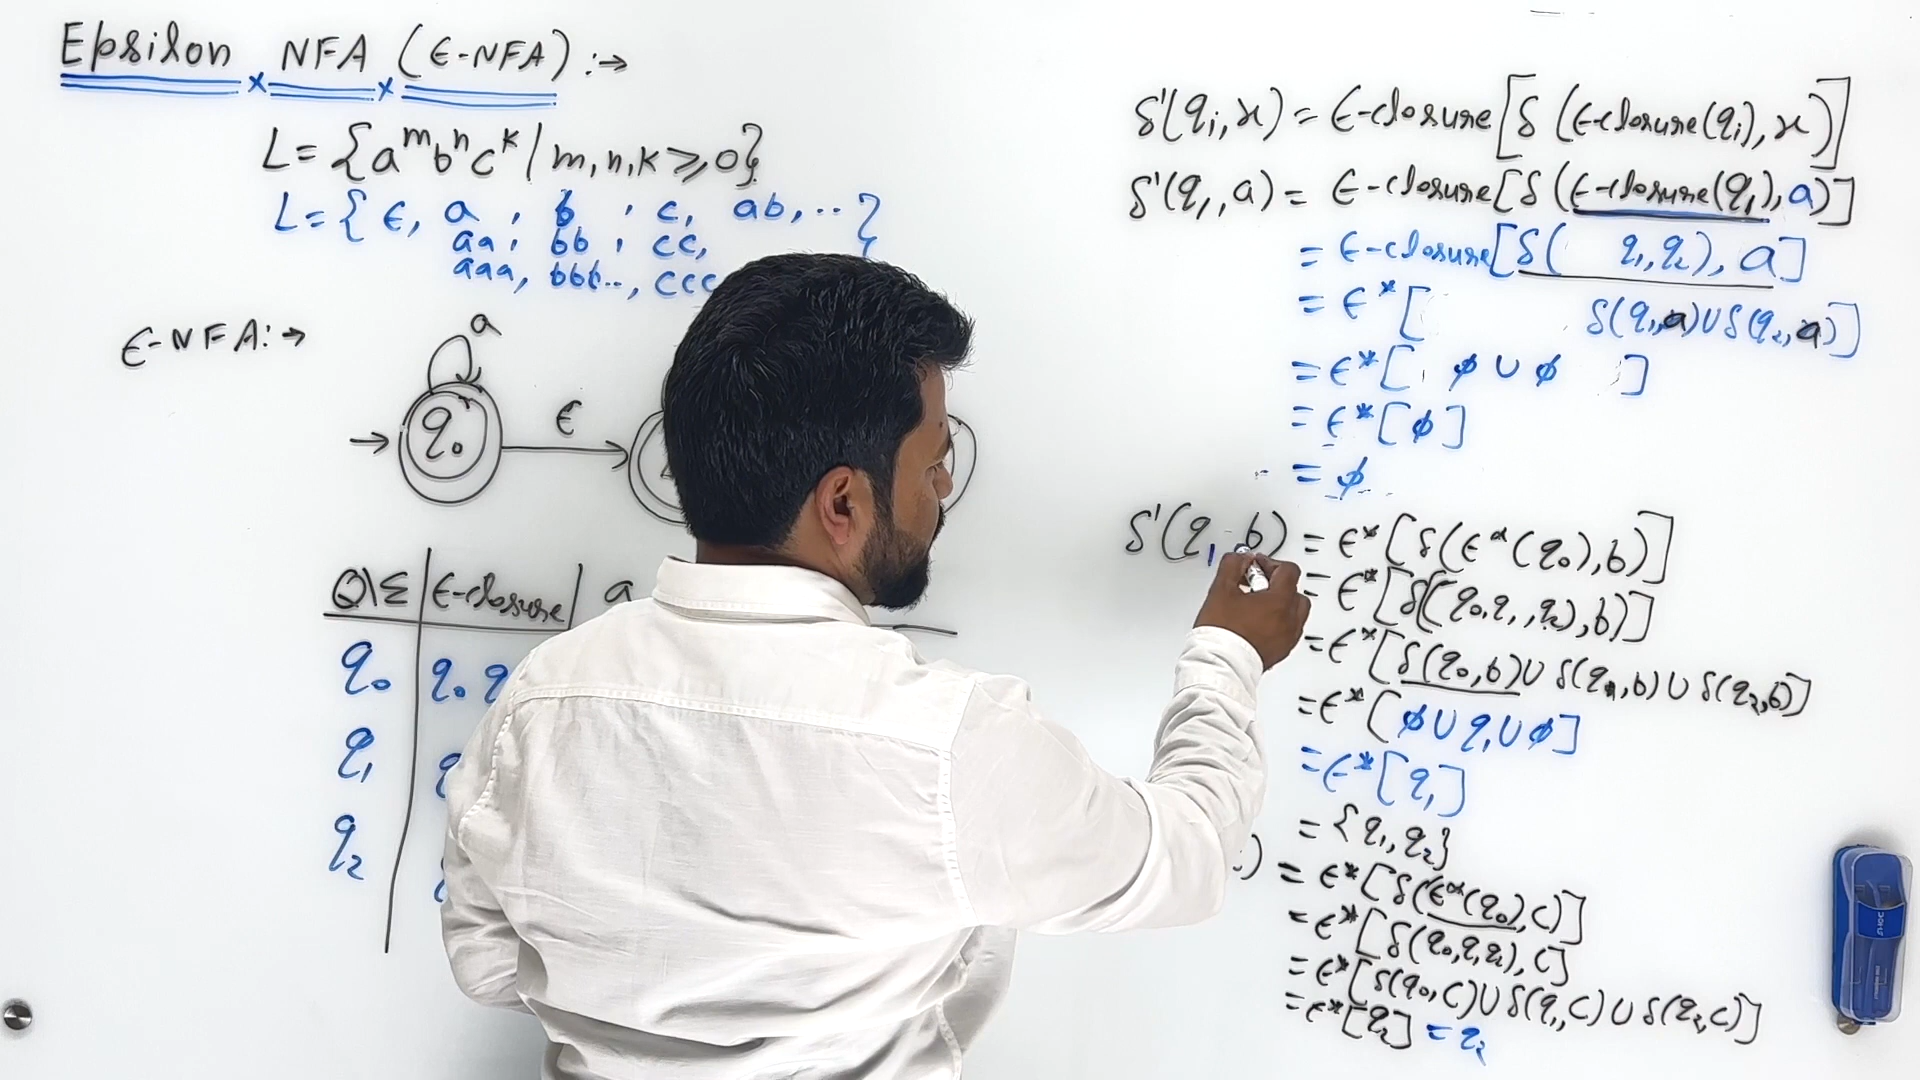 Epsilon NFA (ϵ-NFA) :→
L = {a^m b^n c^k / m,n,k ⩾ 0}
L = { ϵ, a , b , c, ab, .. }
aa, bb , cc,
aaa, bbb.., ccc
ϵ-NFA:→
a
q₀
ϵ
Q\Σ | ϵ-closure | a
q₀ q₀ q
q₁ q
q₂
δ'(qᵢ, x) = ϵ-closure[δ (ϵ-closure(qᵢ), x)]
δ'(q₁, a) = ϵ-closure[δ (ϵ-closure(q₁), a)]
= ϵ-closure[δ( q₁,q₂), a]
= ϵ*[ δ(q₁,a) ∪ δ(q₂,a)]
= ϵ*[ ϕ ∪ ϕ ]
= ϵ*[ϕ]
= ϕ
δ'(q₁ b) = ϵ*[δ(ϵ*(q₀),b)]
= ϵ*[δ(q₀,q₁,q₂),b)]
= ϵ*[δ(q₀,b) ∪ δ(q₁,b) ∪ δ(q₂,b)]
= ϵ*[ϕ ∪ q₁ ∪ ϕ]
= ϵ*[q₁]
= {q₁,q₂}
) = ϵ*[δ(ϵ*(q₀),c)]
= ϵ*[δ(q₀,q₁,q₂),c]
= ϵ*[δ(q₀,c) ∪ δ(q₁,c) ∪ δ(q₂,c)]
= ϵ*[q₂] = q₂